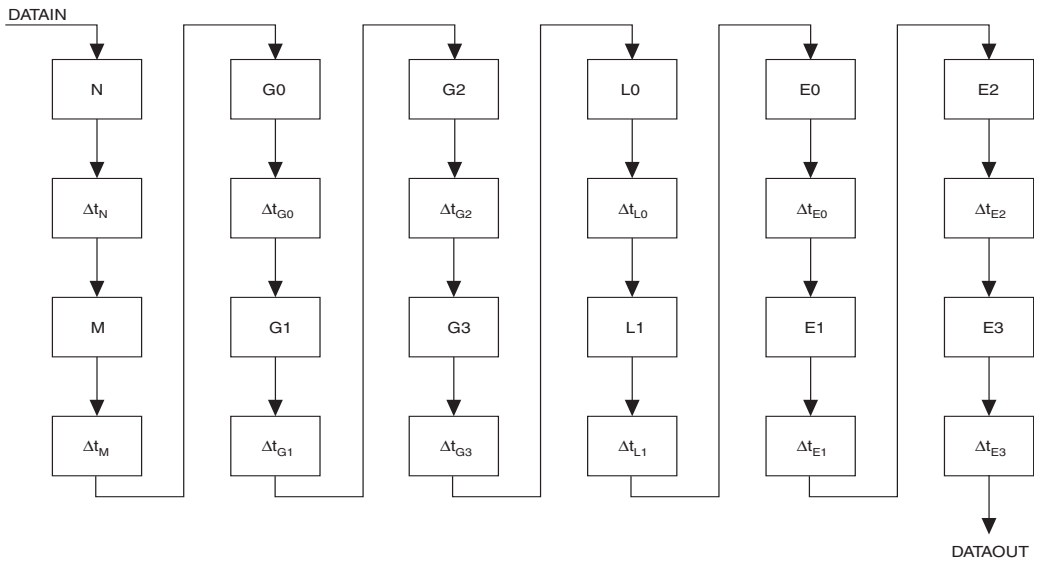 DATAIN
N
Δt_N
M
Δt_M
G0
Δt_G0
G1
Δt_G1
G2
Δt_G2
G3
Δt_G3
L0
Δt_L0
L1
Δt_L1
E0
Δt_E0
E1
Δt_E1
E2
Δt_E2
E3
Δt_E3
DATAOUT